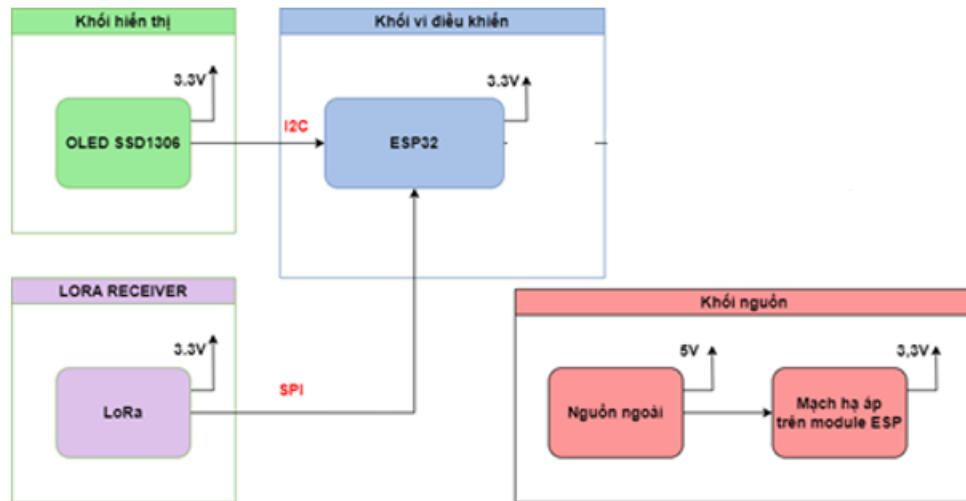 Khối hiển thị
3.3V
OLED SSD1306
I2C
Khối vi điều khiển
3.3V
ESP32
LORA RECEIVER
3.3V
LoRa
SPI
Khối nguồn
5V
Nguồn ngoài
3,3V
Mạch hạ áp
trên module ESP